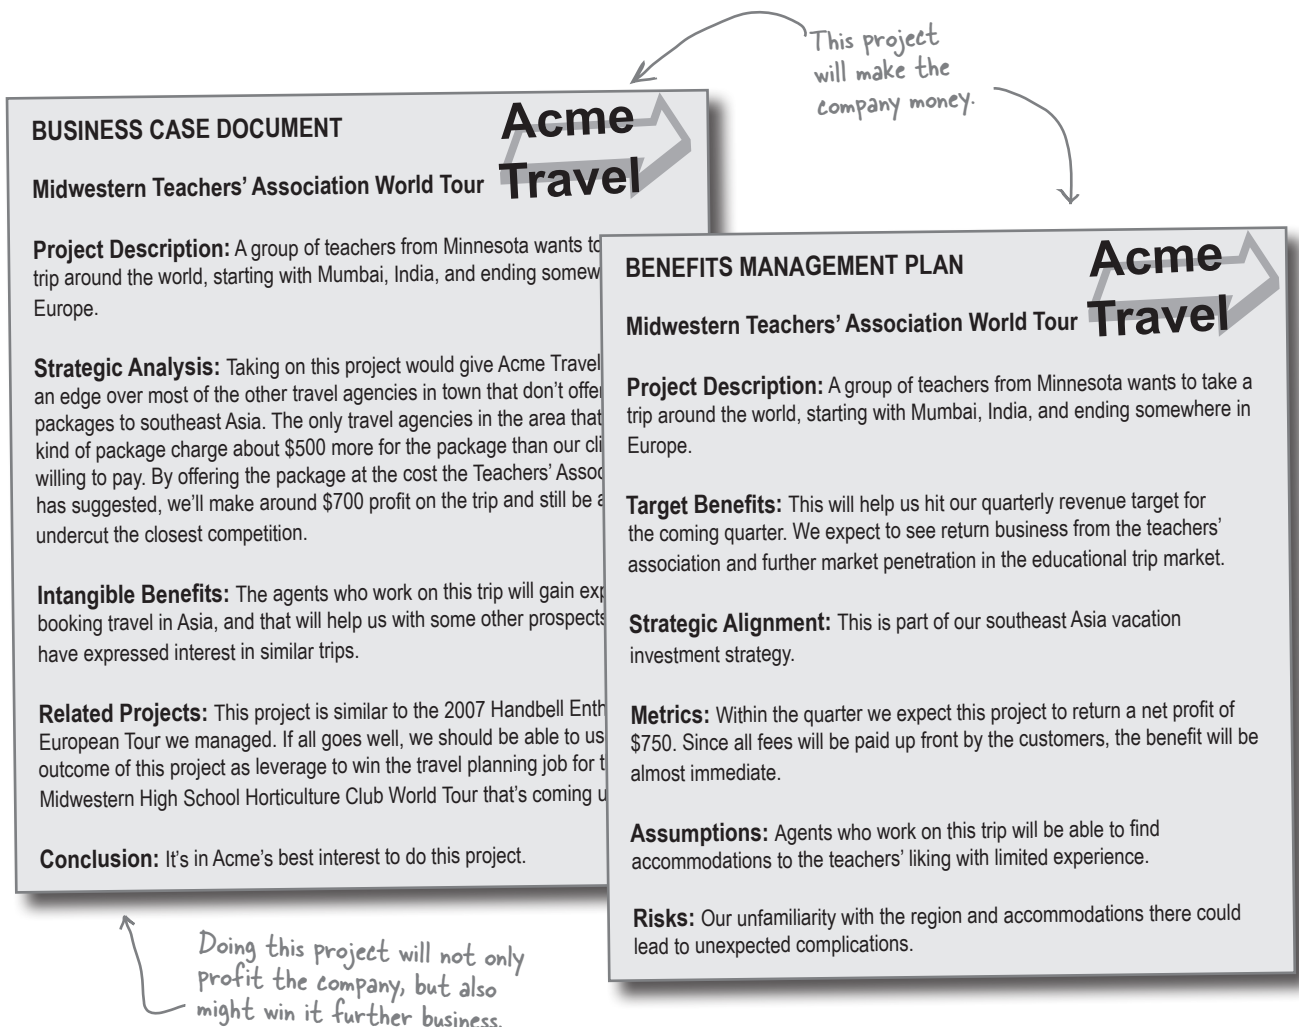 This project
will make the
company money.
BUSINESS CASE DOCUMENT
Acme
Travel
Midwestern Teachers' Association World Tour
Project Description: A group of teachers from Minnesota wants to
trip around the world, starting with Mumbai, India, and ending somew
Europe.
Strategic Analysis: Taking on this project would give Acme Travel
an edge over most of the other travel agencies in town that don't offe
packages to southeast Asia. The only travel agencies in the area that
kind of package charge about $500 more for the package than our cli
willing to pay. By offering the package at the cost the Teachers' Assoc
has suggested, we'll make around $700 profit on the trip and still be a
undercut the closest competition.
Intangible Benefits: The agents who work on this trip will gain exp
booking travel in Asia, and that will help us with some other prospects
have expressed interest in similar trips.
Related Projects: This project is similar to the 2007 Handbell Enth
European Tour we managed. If all goes well, we should be able to us
outcome of this project as leverage to win the travel planning job for t
Midwestern High School Horticulture Club World Tour that's coming u
Conclusion: It's in Acme's best interest to do this project.
BENEFITS MANAGEMENT PLAN
Acme
Travel
Midwestern Teachers' Association World Tour
Project Description: A group of teachers from Minnesota wants to take a
trip around the world, starting with Mumbai, India, and ending somewhere in
Europe.
Target Benefits: This will help us hit our quarterly revenue target for
the coming quarter. We expect to see return business from the teachers'
association and further market penetration in the educational trip market.
Strategic Alignment: This is part of our southeast Asia vacation
investment strategy.
Metrics: Within the quarter we expect this project to return a net profit of
$750. Since all fees will be paid up front by the customers, the benefit will be
almost immediate.
Assumptions: Agents who work on this trip will be able to find
accommodations to the teachers' liking with limited experience.
Risks: Our unfamiliarity with the region and accommodations there could
lead to unexpected complications.
Doing this project will not only
profit the company, but also
might win it further business.